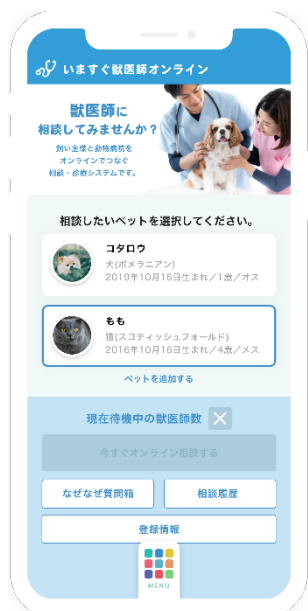 いますぐ獣医師オンライン
獣医師に
相談してみませんか?
飼い主様と動物病院を
オンラインでつなぐ
相談・診療システムです。
相談したいペットを選択してください。
コタロウ
犬(ポメラニアン)
2019年10月16日生まれ/1歳/オス
もも
猫(スコティッシュフォールド)
2016年10月16日生まれ/4歳/メス
ペットを追加する
現在待機中の獣医師数
今すぐオンライン相談する
なぜなぜ質問箱
相談履歴
登録情報
MENU